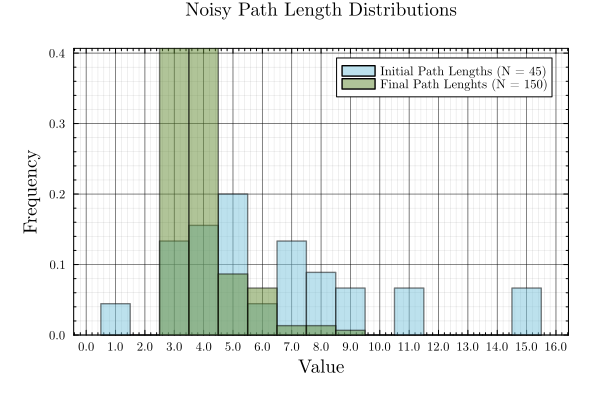 Noisy Path Length Distributions
Initial Path Lengths (N = 45)
Final Path Lenghts (N = 150)
Frequency
0.4
0.3
0.2
0.1
0.0
0.0 1.0 2.0 3.0 4.0 5.0 6.0 7.0 8.0 9.0 10.0 11.0 12.0 13.0 14.0 15.0 16.0
Value